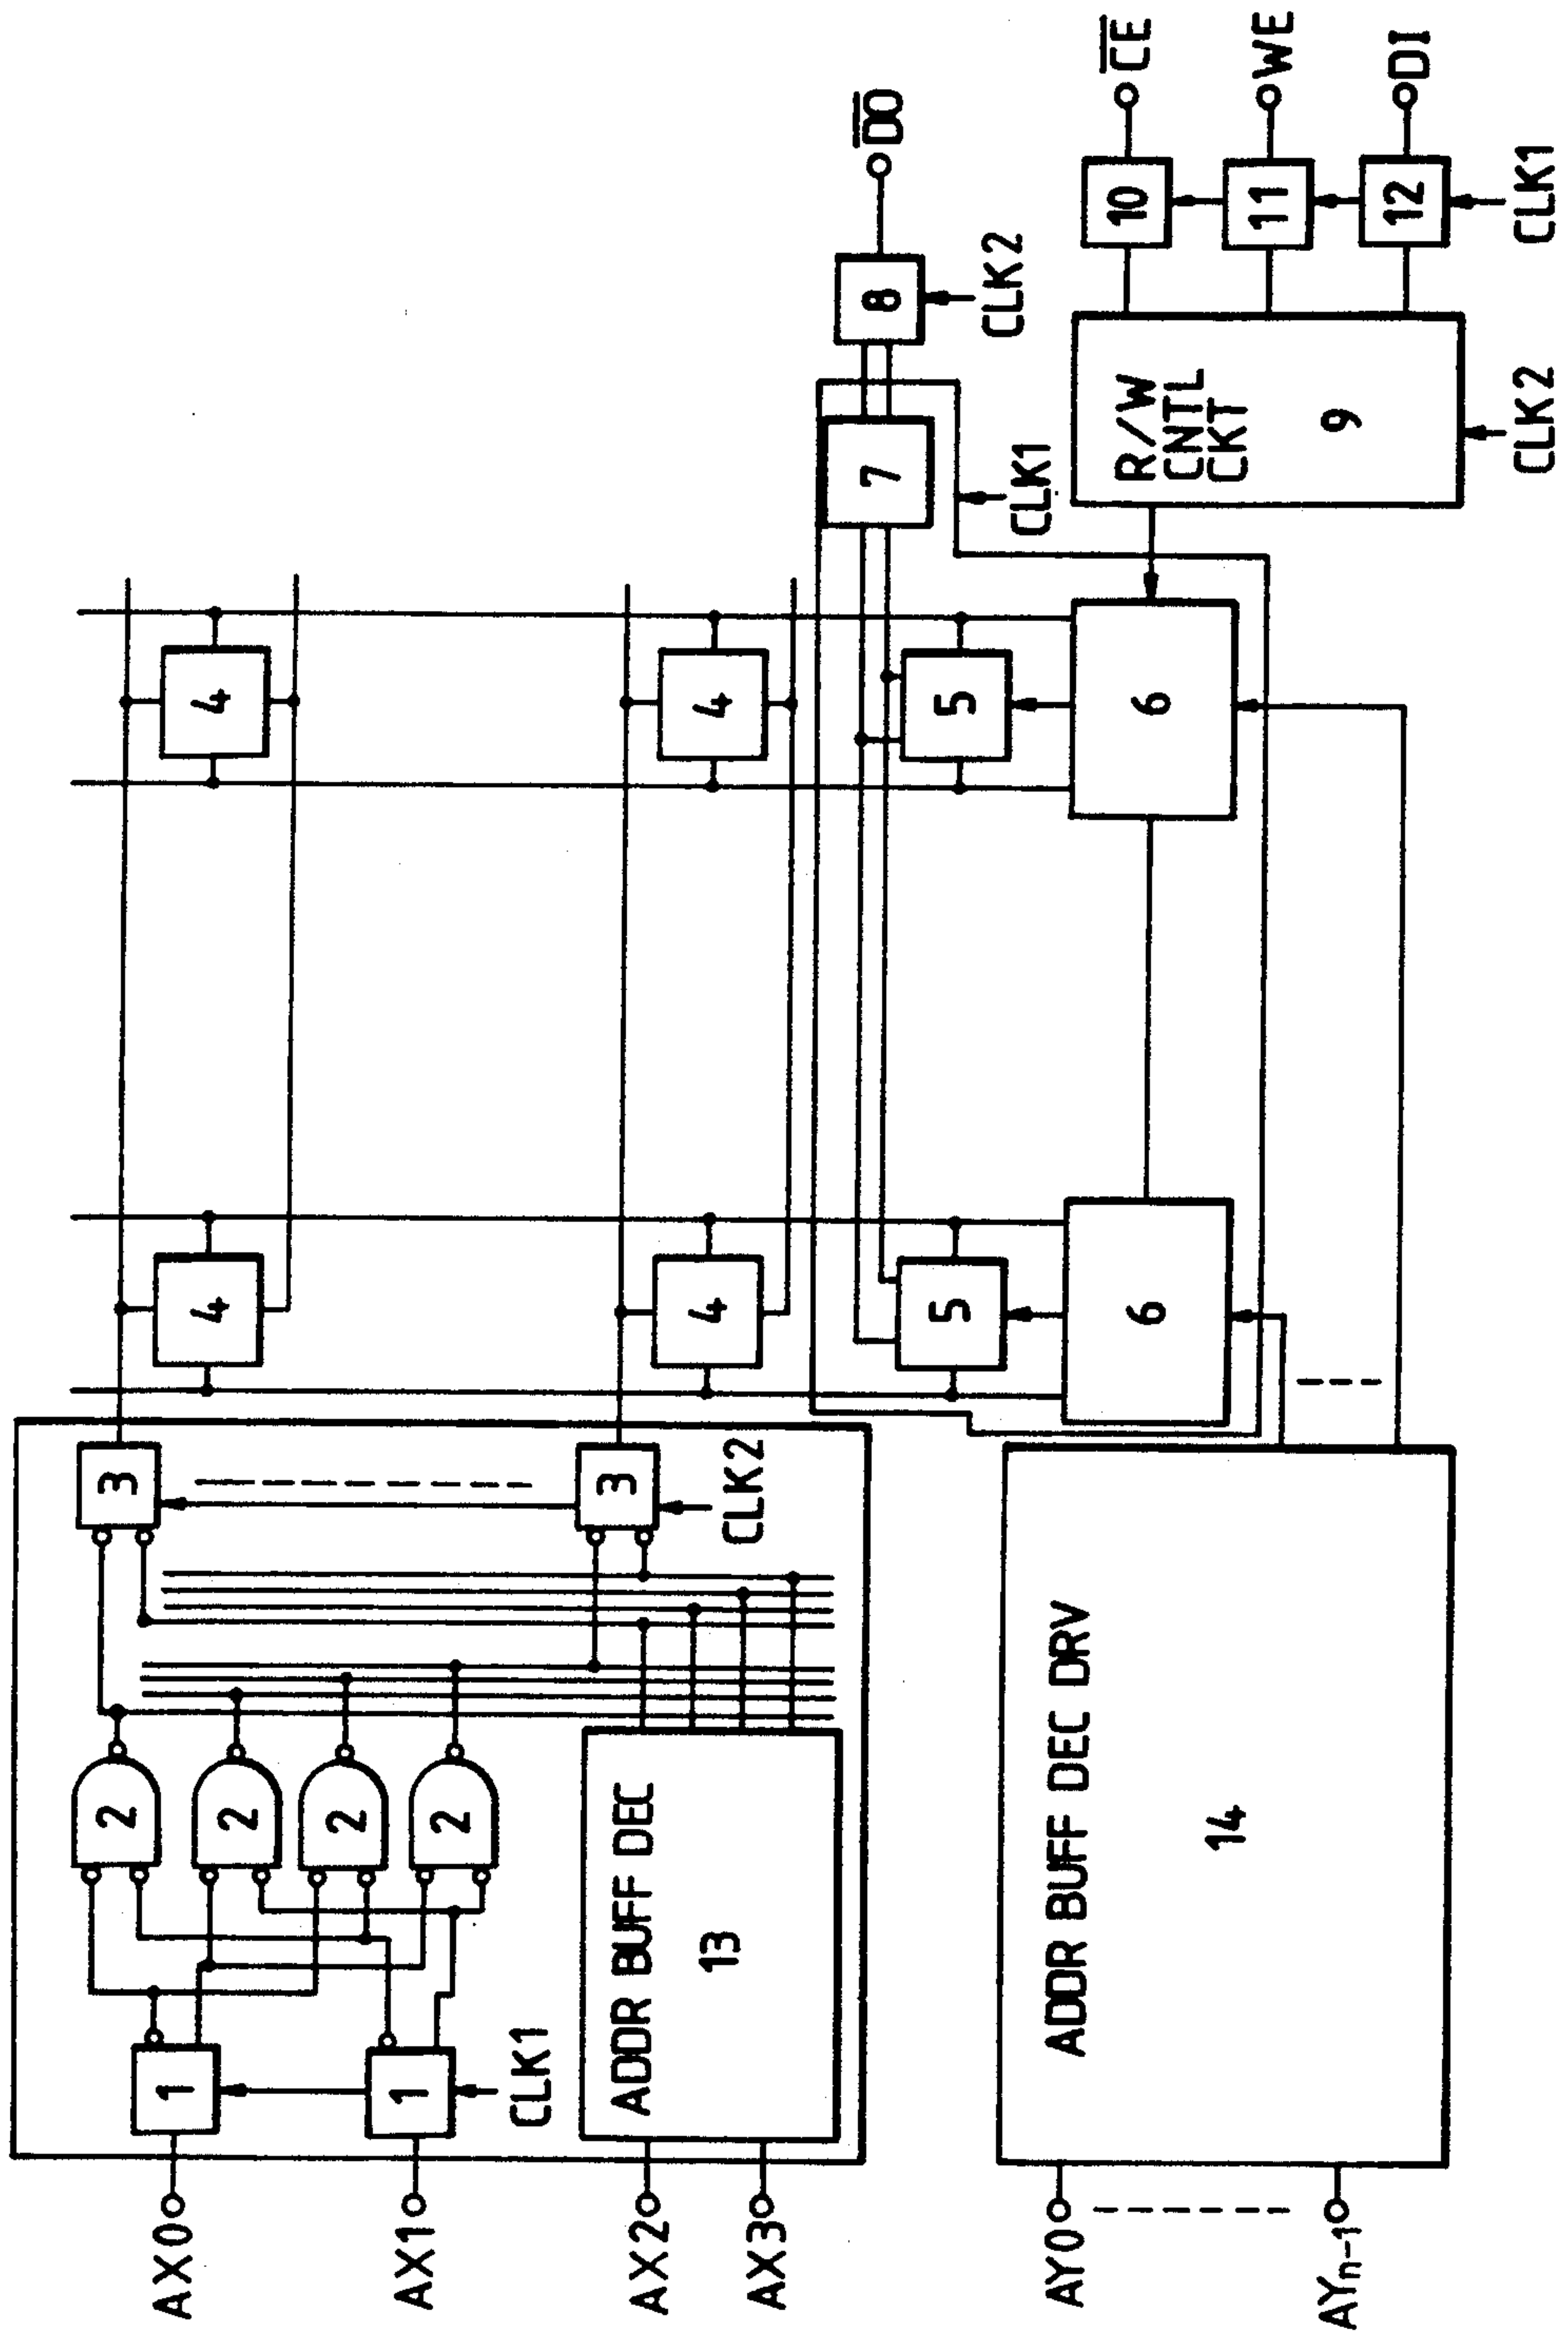 AX0
AX1
AX2
AX3
AY0
AYn-1
1
1
CLK1
2
2
2
2
ADDR BUFF DEC
13
3
3
CLK2
ADDR BUFF DEC DRV
14
4
4
4
4
5
5
6
6
7
CLK1
8
CLK2
D̅O̅
R/W
CNTL
CKT
9
CLK2
10
11
12
CLK1
C̅E̅
WE
DI